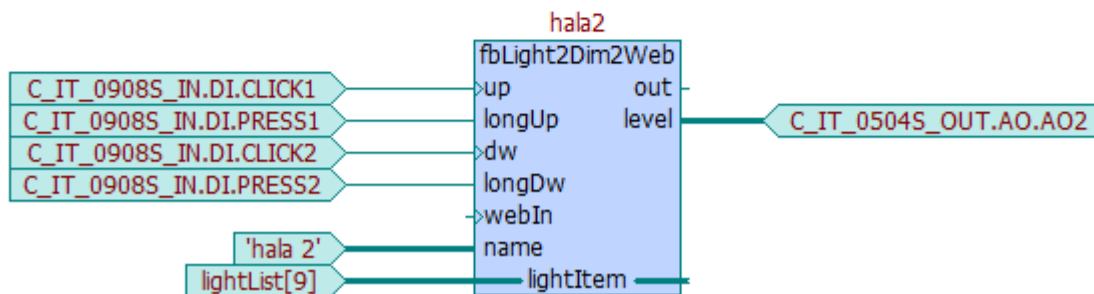 hala2
fbLight2Dim2Web
C_IT_0908S_IN.DI.CLICK1 up out
C_IT_0908S_IN.DI.PRESS1 longUp level C_IT_0504S_OUT.AO.AO2
C_IT_0908S_IN.DI.CLICK2 dw
C_IT_0908S_IN.DI.PRESS2 longDw
webIn
'hala 2' name
lightList[9] lightItem